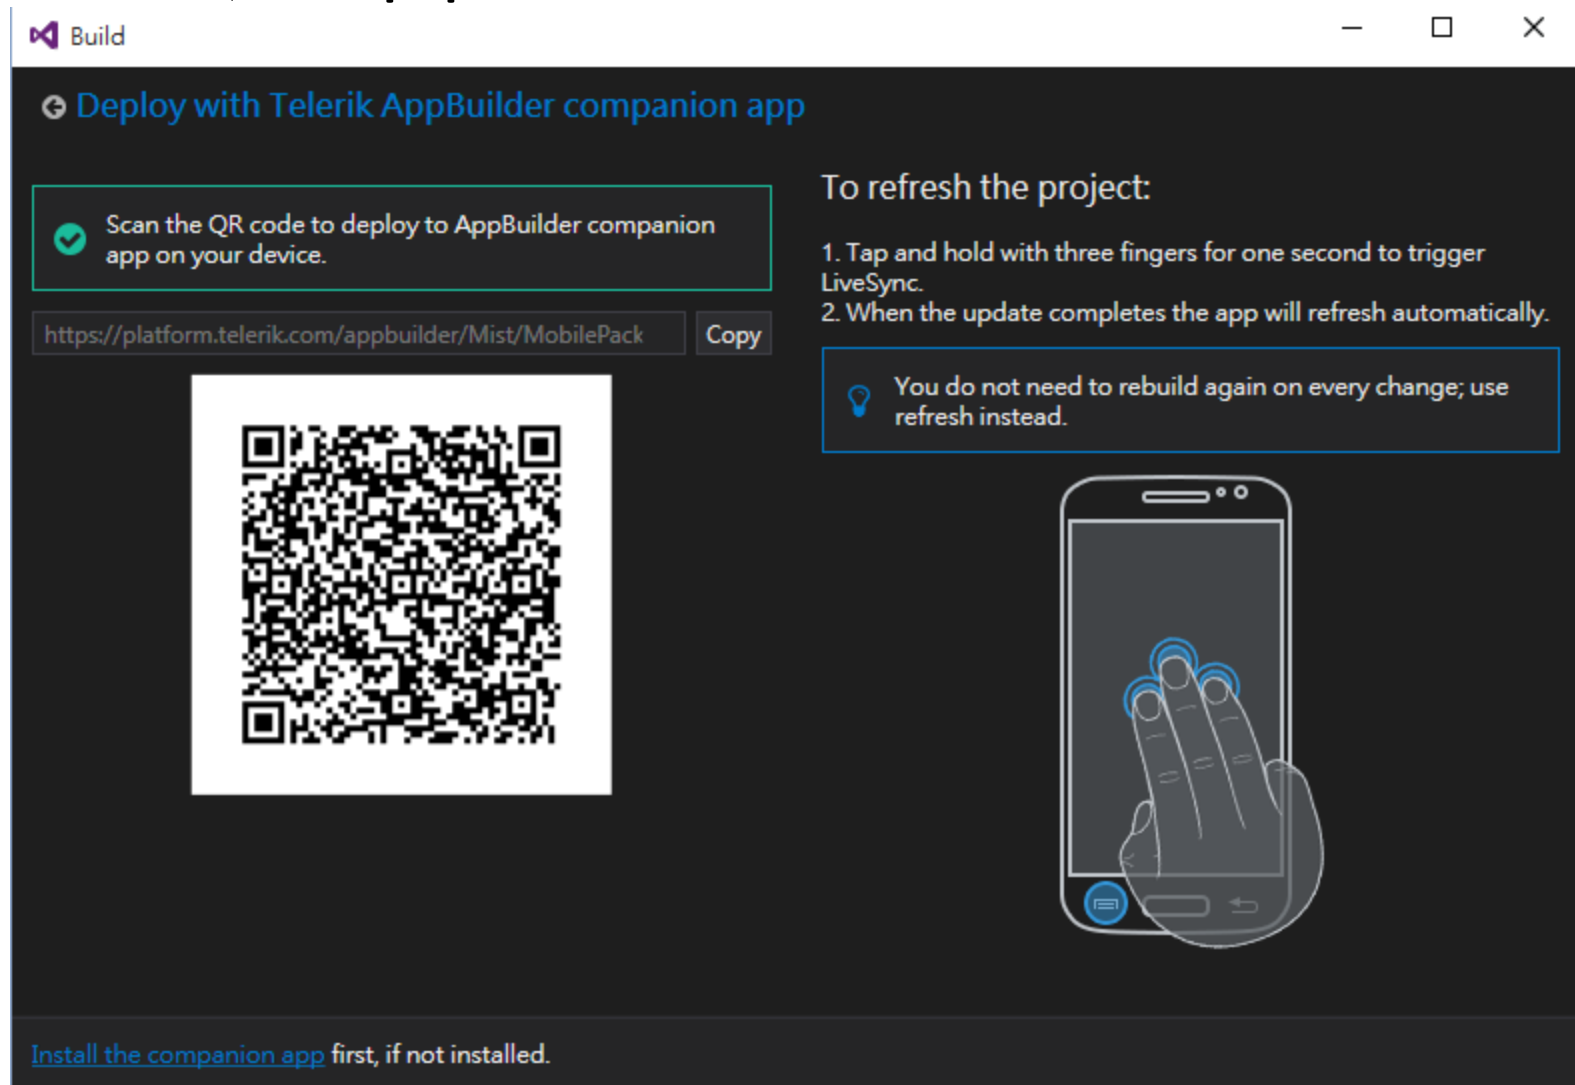 Build
Deploy with Telerik AppBuilder companion app
Scan the QR code to deploy to AppBuilder companion
app on your device.
https://platform.telerik.com/appbuilder/Mist/MobilePack
Copy
To refresh the project:
1. Tap and hold with three fingers for one second to trigger
LiveSync.
2. When the update completes the app will refresh automatically.
You do not need to rebuild again on every change; use
refresh instead.
Install the companion app first, if not installed.